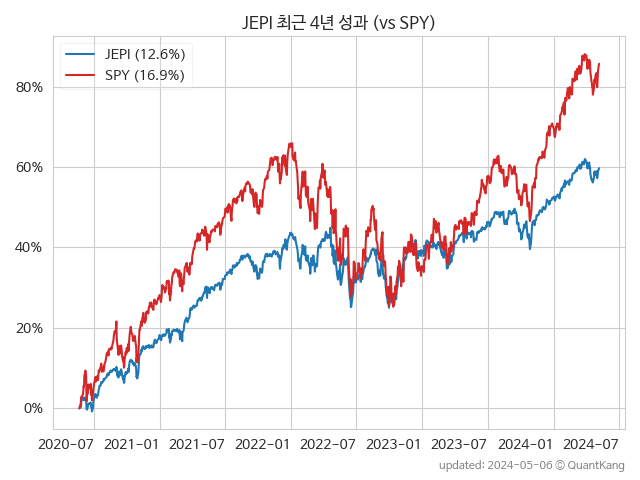 JEPI 최근 4년 성과 (vs SPY)
JEPI (12.6%)
SPY (16.9%)
80%
60%
40%
20%
0%
2020-07 2021-01 2021-07 2022-01 2022-07 2023-01 2023-07 2024-01 2024-07
updated: 2024-05-06 © QuantKang